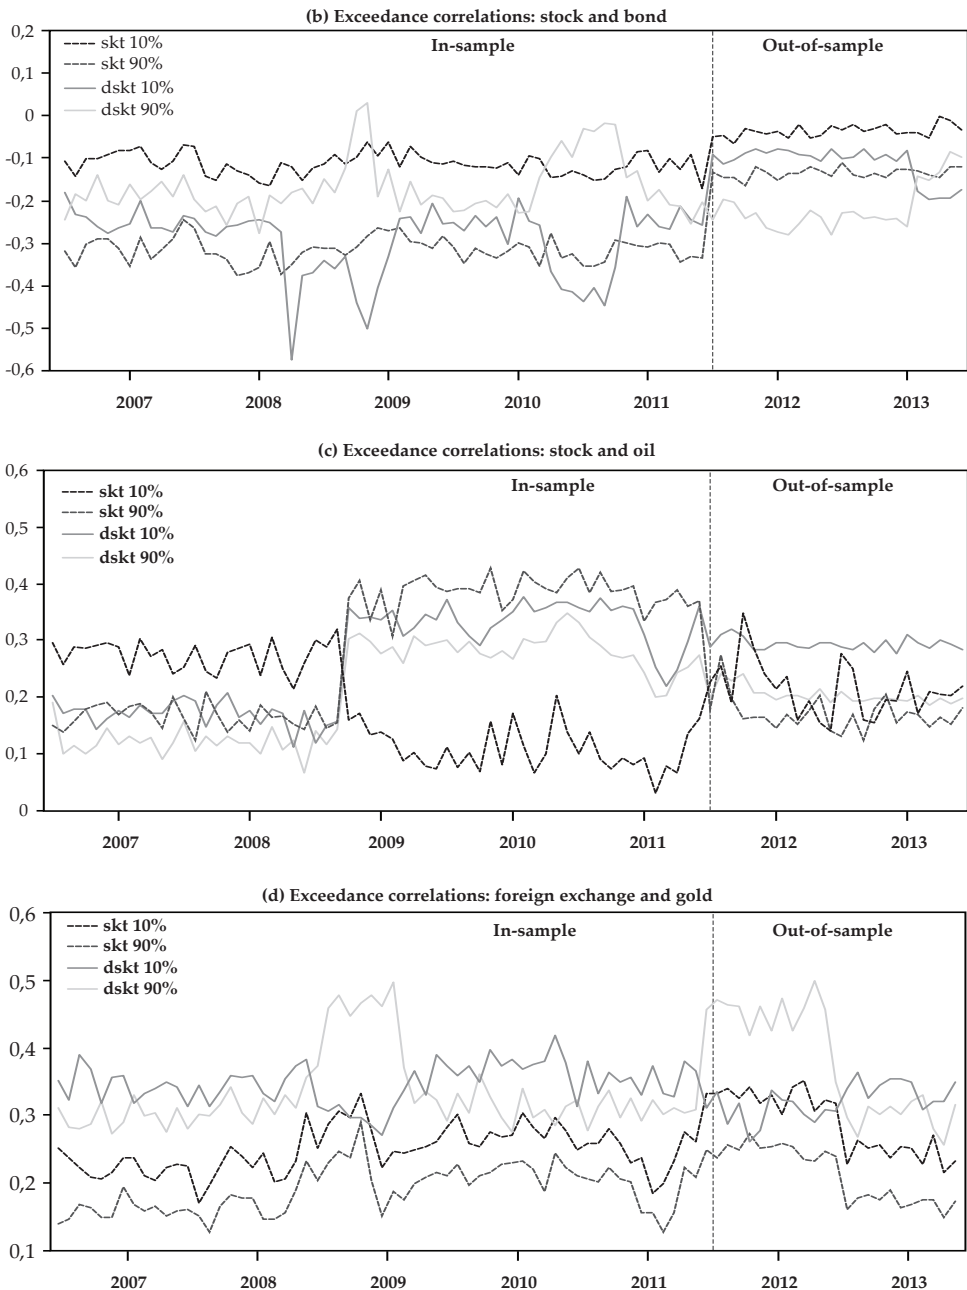 (b) Exceedance correlations: stock and bond
0,2
0,1
0
-0,1
-0,2
-0,3
-0,4
-0,5
-0,6
skt 10%
skt 90%
dskt 10%
dskt 90%
In-sample
Out-of-sample
2007 2008 2009 2010 2011 2012 2013
(c) Exceedance correlations: stock and oil
0,6
0,5
0,4
0,3
0,2
0,1
0
skt 10%
skt 90%
dskt 10%
dskt 90%
In-sample
Out-of-sample
2007 2008 2009 2010 2011 2012 2013
(d) Exceedance correlations: foreign exchange and gold
0,6
0,5
0,4
0,3
0,2
0,1
skt 10%
skt 90%
dskt 10%
dskt 90%
In-sample
Out-of-sample
2007 2008 2009 2010 2011 2012 2013